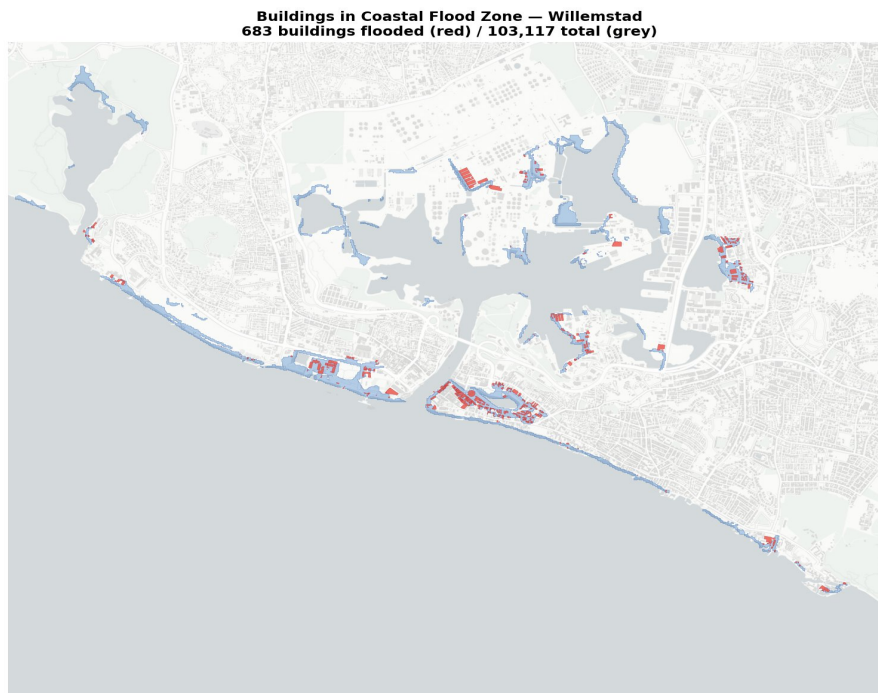 Buildings in Coastal Flood Zone — Willemstad
683 buildings flooded (red) / 103,117 total (grey)